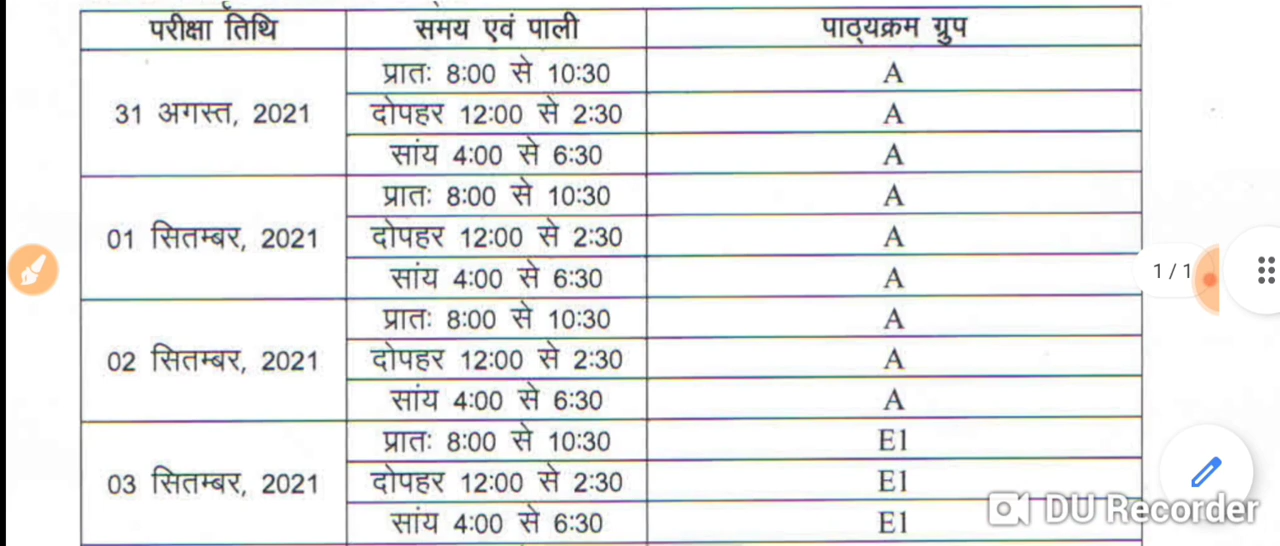 परीक्षा तिथि समय एवं पाली पाठ्यक्रम ग्रुप
31 अगस्त, 2021 प्रातः 8:00 से 10:30 A
दोपहर 12:00 से 2:30 A
सांय 4:00 से 6:30 A
01 सितम्बर, 2021 प्रातः 8:00 से 10:30 A
दोपहर 12:00 से 2:30 A
सांय 4:00 से 6:30 A
02 सितम्बर, 2021 प्रातः 8:00 से 10:30 A
दोपहर 12:00 से 2:30 A
सांय 4:00 से 6:30 A
03 सितम्बर, 2021 प्रातः 8:00 से 10:30 E1
दोपहर 12:00 से 2:30 E1
सांय 4:00 से 6:30 E1
1 / 1
DU Recorder